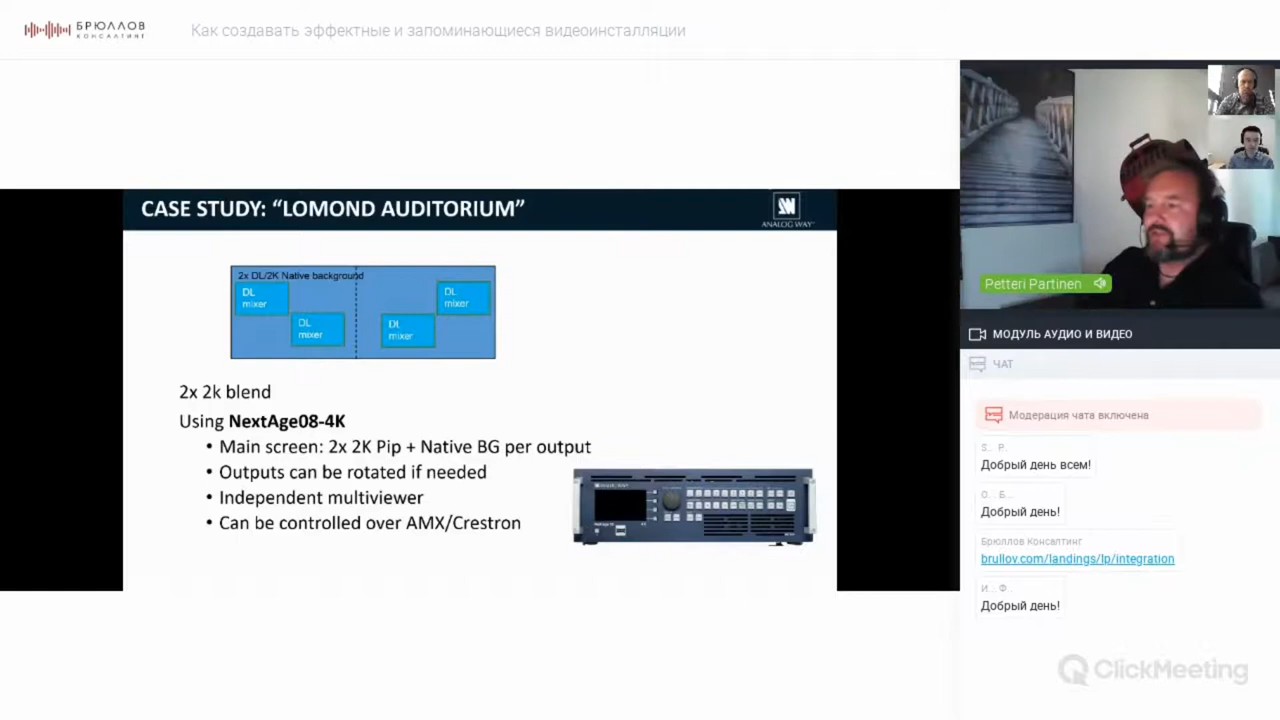 БРЮЛЛОВ
КОНСАЛТИНГ
Как создавать эффектные и запоминающиеся видеоинсталляции
CASE STUDY: “LOMOND AUDITORIUM”
ANALOG WAY
2x DL/2K Native background
DL
mixer
DL
mixer
DL
mixer
DL
mixer
2x 2k blend
Using NextAge08-4K
• Main screen: 2x 2K Pip + Native BG per output
• Outputs can be rotated if needed
• Independent multiviewer
• Can be controlled over AMX/Crestron
Petteri Partinen
МОДУЛЬ АУДИО И ВИДЕО
ЧАТ
Модерация чата включена
S.. P..
Добрый день всем!
О.. Б..
Добрый день!
Брюллов Консалтинг
brullov.com/landings/lp/integration
И... Ф..
Добрый день!
ClickMeeting